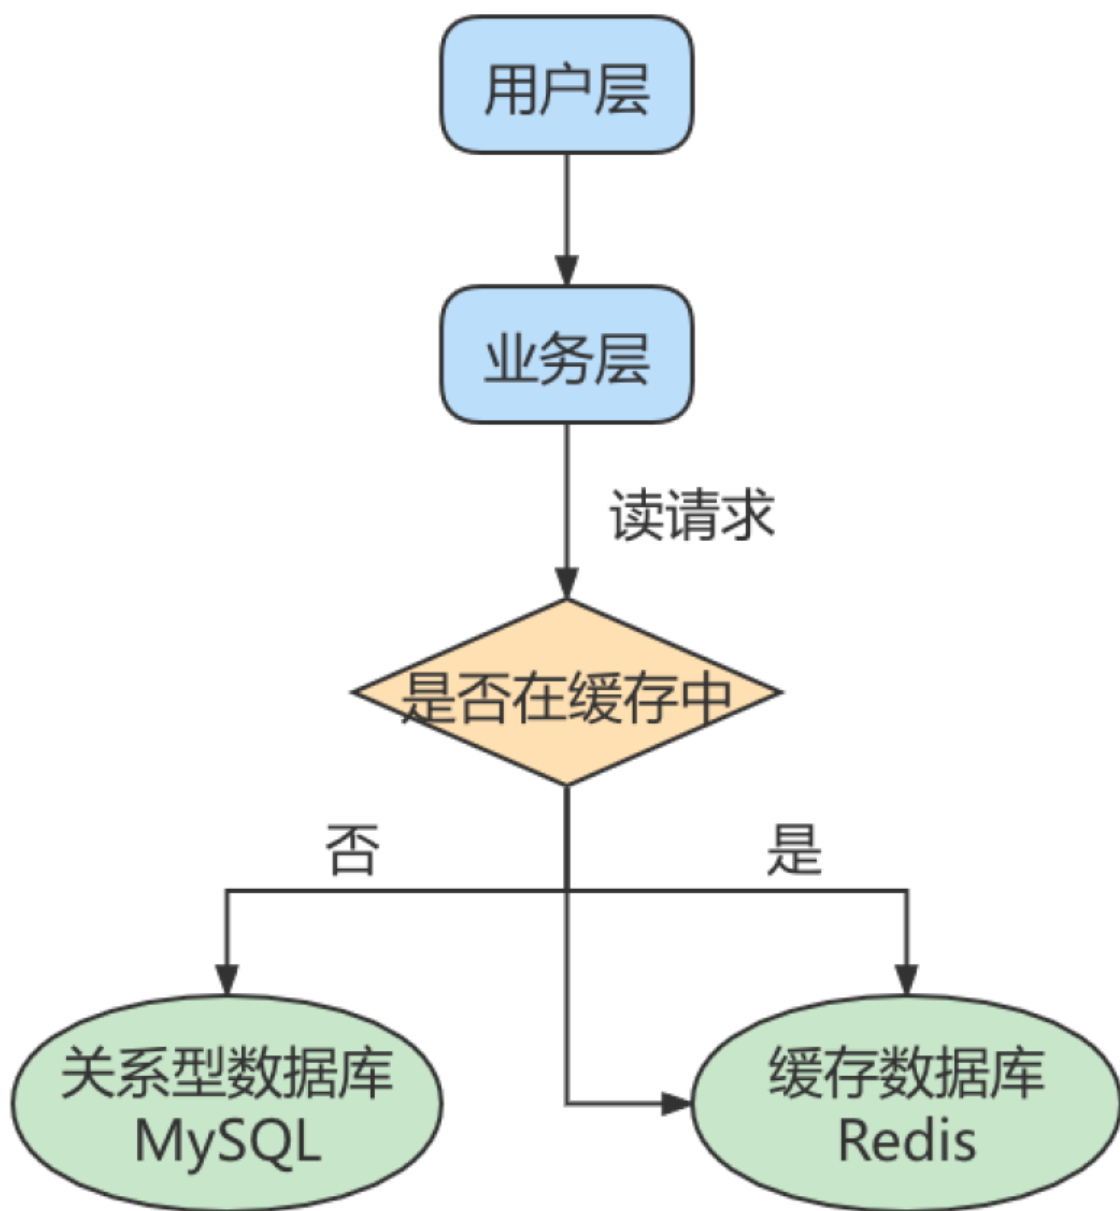 用户层
业务层
读请求
是否在缓存中
否
是
关系型数据库
MySQL
缓存数据库
Redis